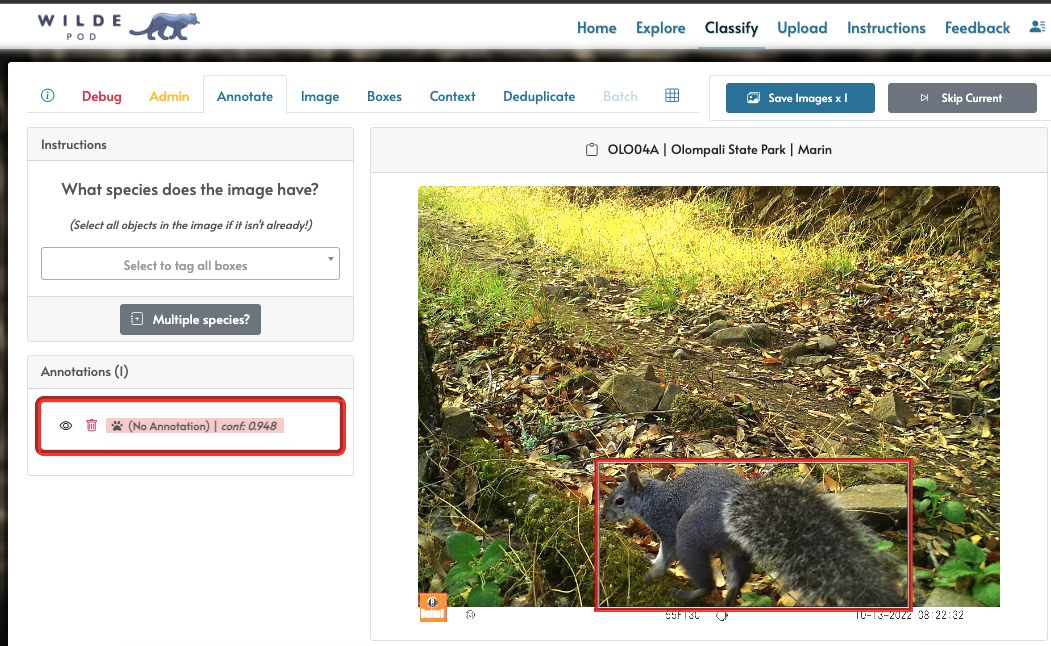 WILDE
POD
Home Explore Classify Upload Instructions Feedback
Debug Admin Annotate Image Boxes Context Deduplicate Batch
Save Images x 1 Skip Current
Instructions
What species does the image have?
(Select all objects in the image if it isn't already!)
Select to tag all boxes
Multiple species?
Annotations (1)
(No Annotation) | conf: 0.948
OLO04A | Olompali State Park | Marin
10-13-2022 08:22:32